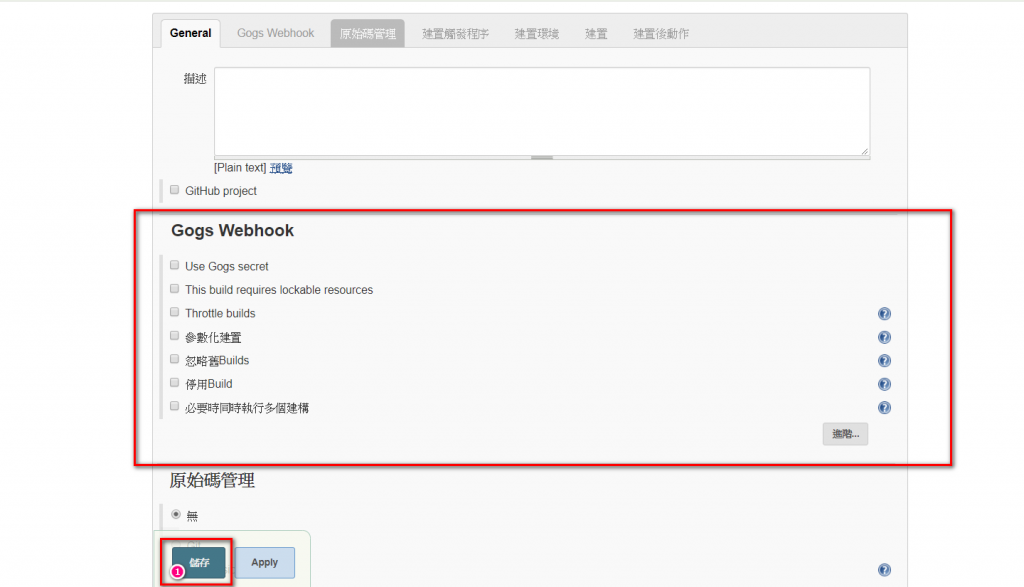 General Gogs Webhook 原始碼管理 建置觸發程序 建置環境 建置 建置後動作
描述
[Plain text] 預覽
GitHub project
Gogs Webhook
Use Gogs secret
This build requires lockable resources
Throttle builds
參數化建置
忽略舊Builds
停用Build
必要時同時執行多個建構
進階...
原始碼管理
無
儲存 Apply
1